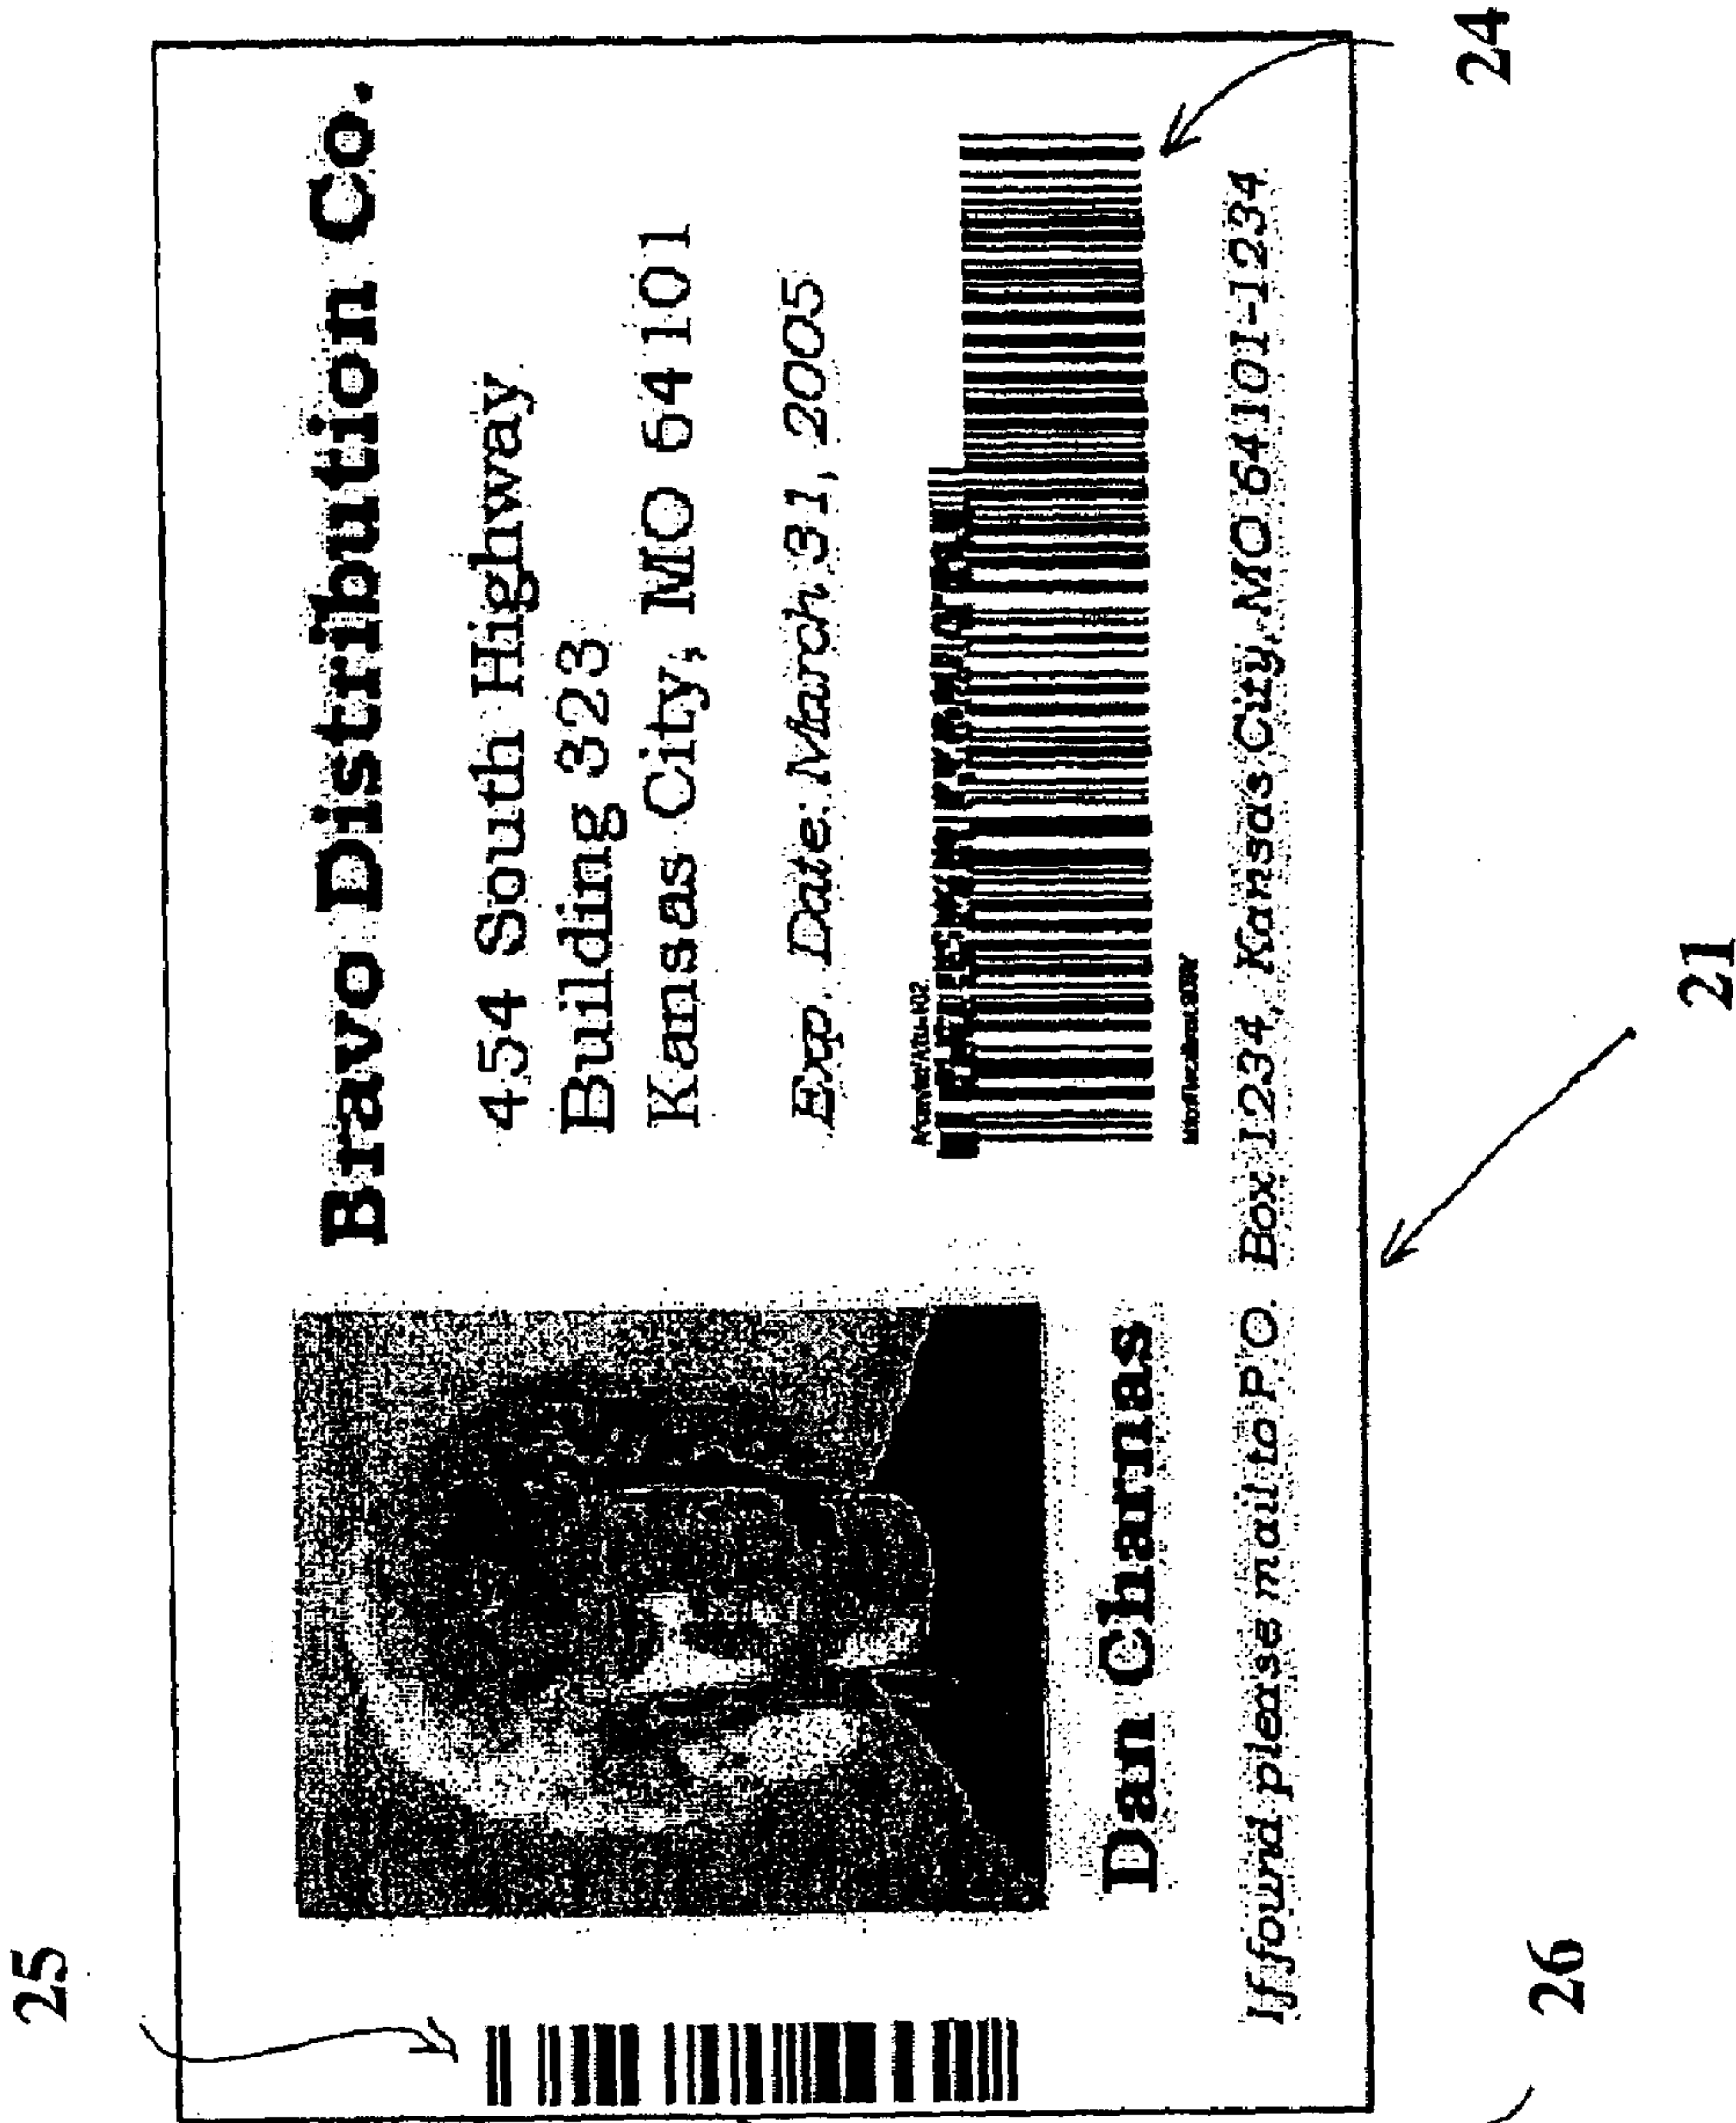 25
Bravo Distribution Co.
454 South Highway
Building 323
Kansas City, MO 64101
Exp. Date: March 31, 2005
Dan Charnas
If found please mail to P.O. Box 1234, Kansas City, MO 64101-1234
24
26
21